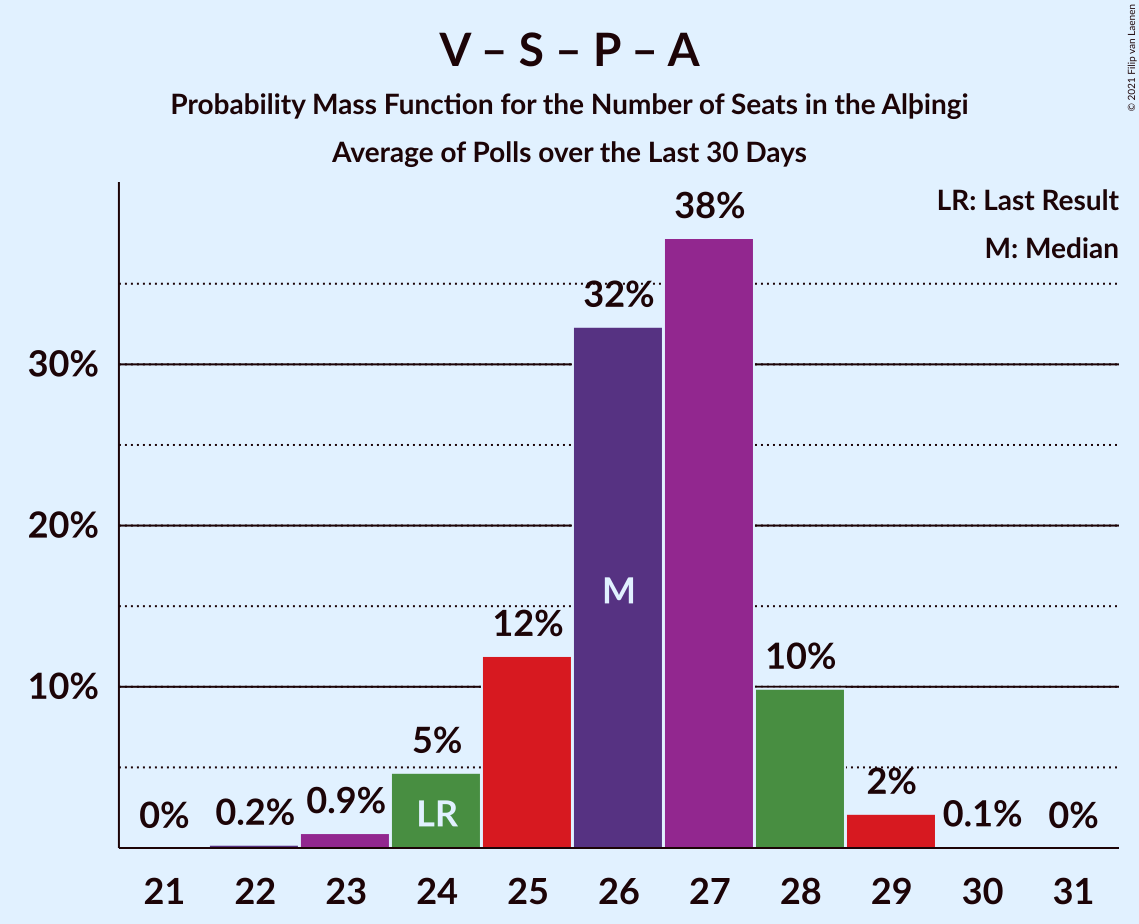 V – S – P – A
Probability Mass Function for the Number of Seats in the Alþingi
Average of Polls over the Last 30 Days
© 2021 Filip van Laenen
LR: Last Result
M: Median
38%
32%
30%
20%
M
12%
10%
10%
5%
2%
0%
0.2%
0.9%
LR
0.1%
0%
21 22 23 24 25 26 27 28 29 30 31